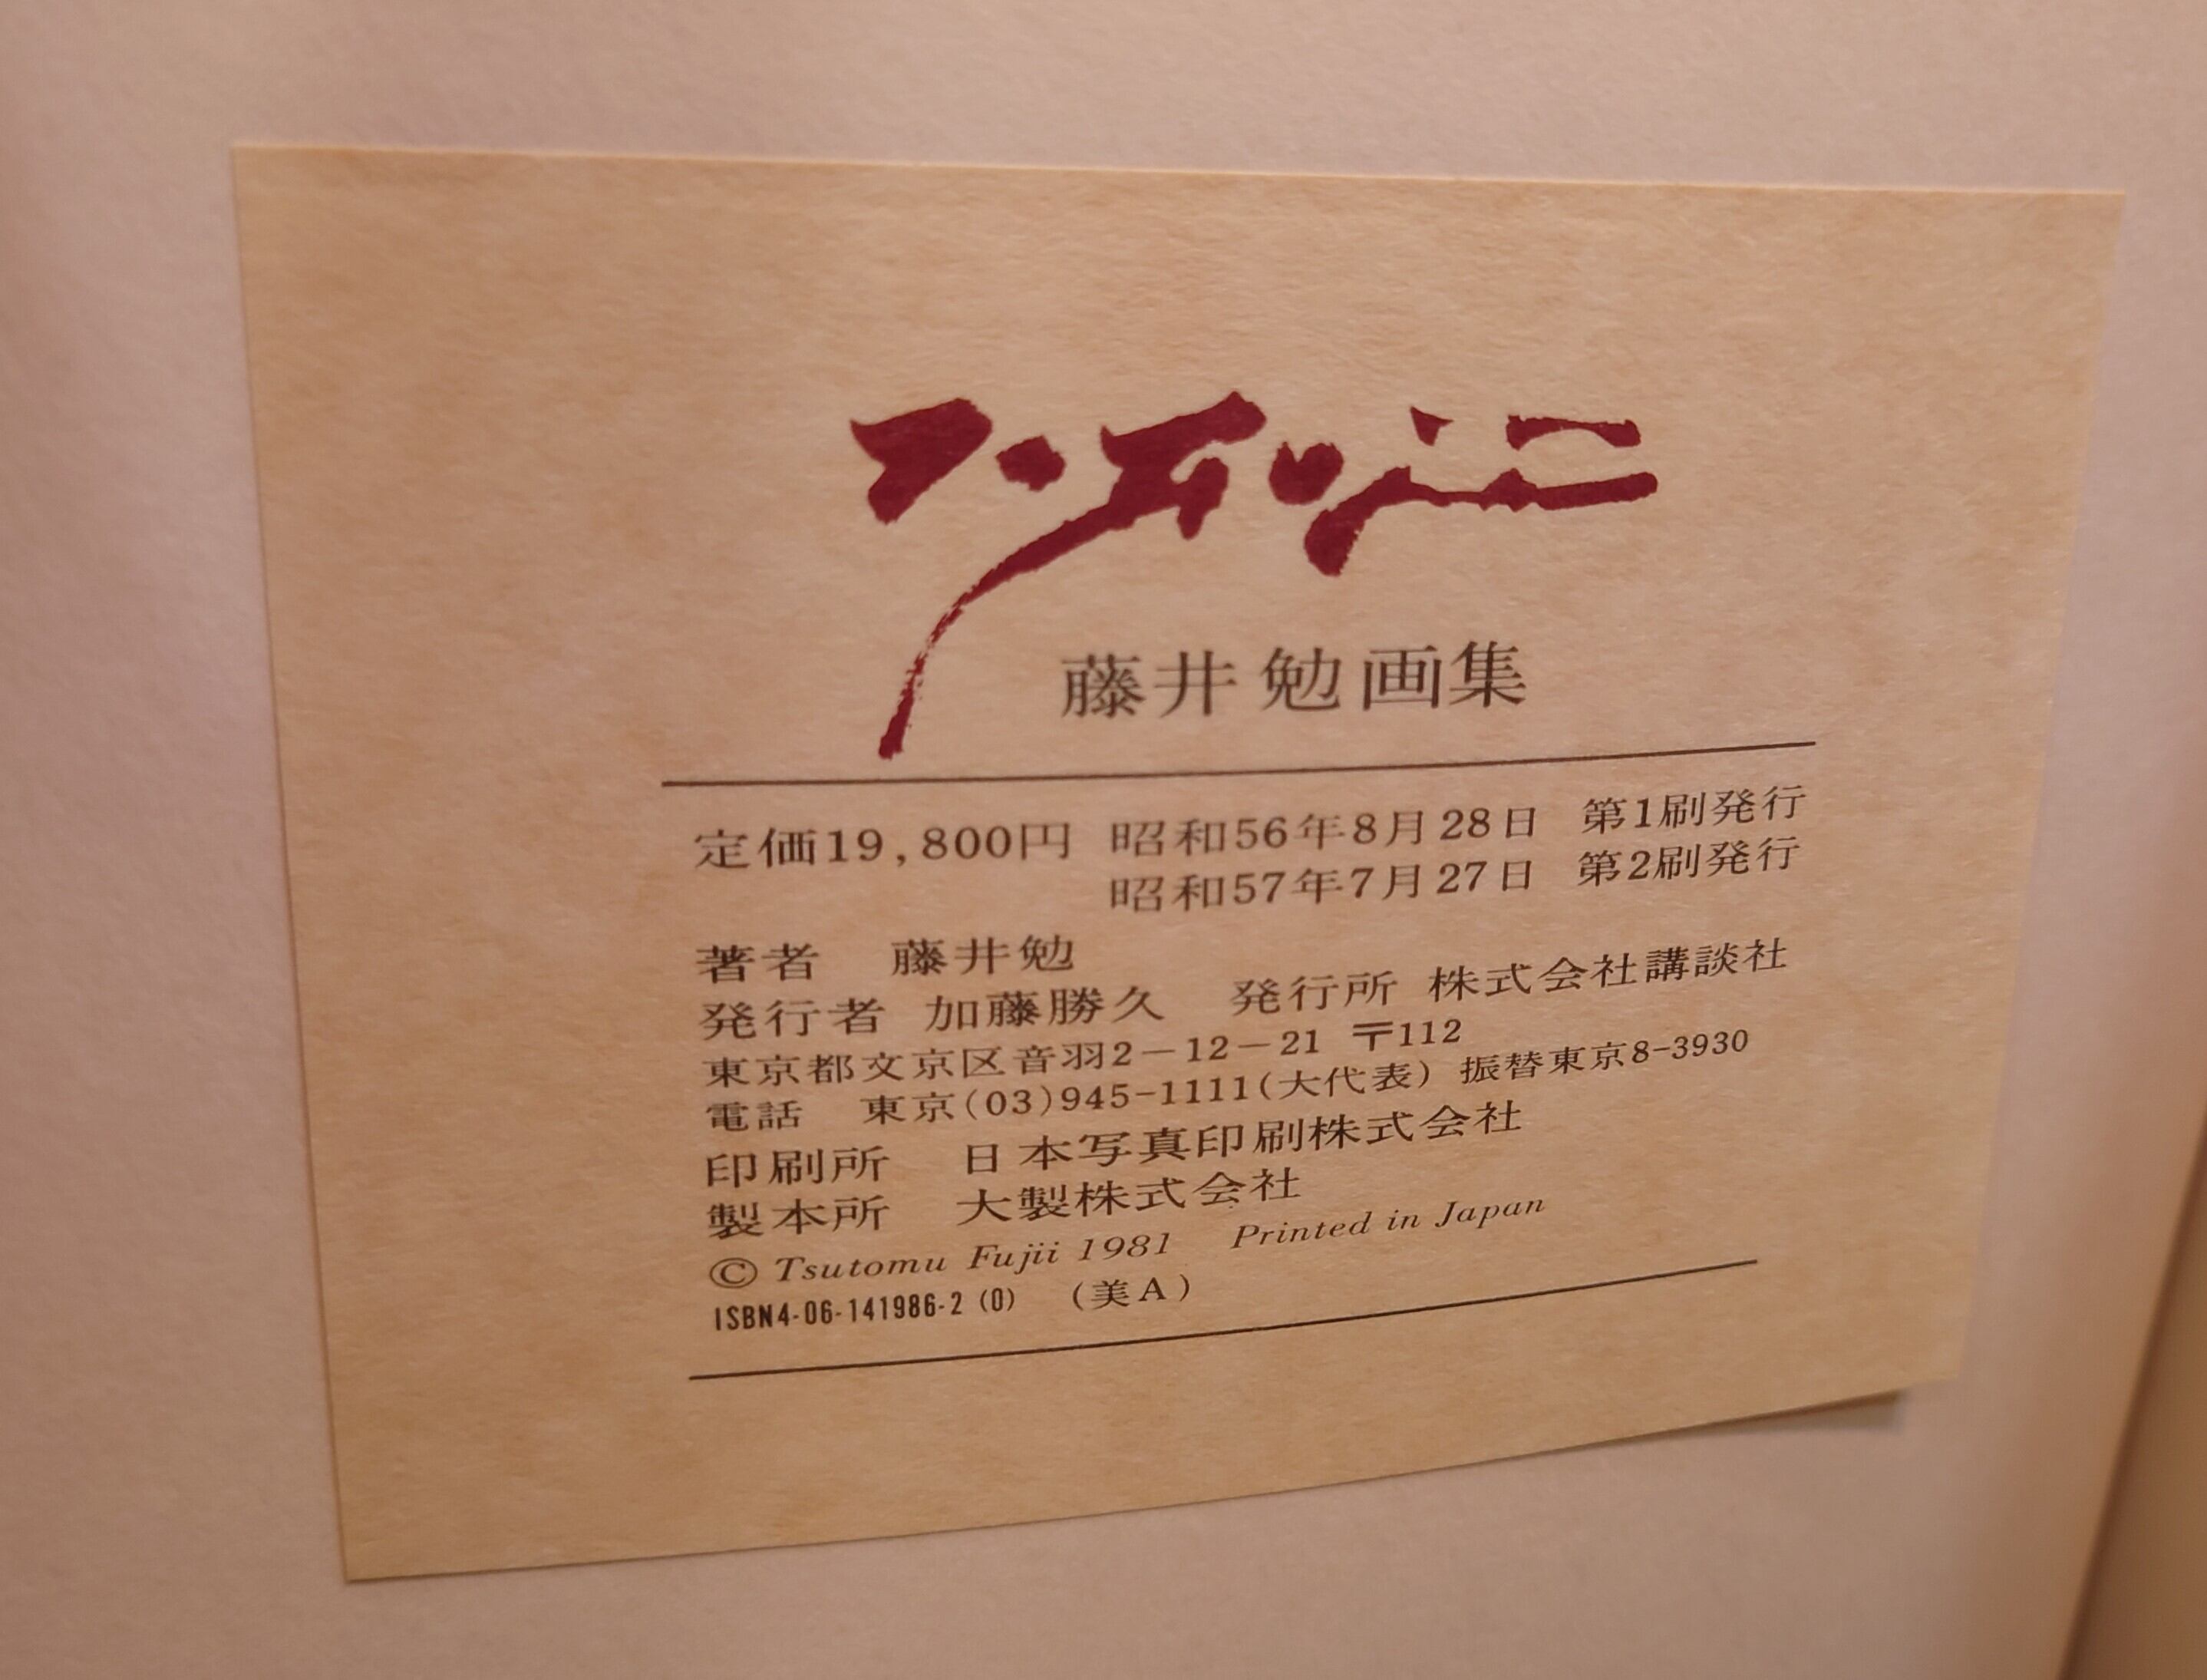 藤井勉画集
定価19,800円 昭和56年8月28日 第1刷発行
昭和57年7月27日 第2刷発行
著者 藤井勉
発行者 加藤勝久 発行所 株式会社講談社
東京都文京区音羽2－12－21 〒112
電話 東京(03)945-1111(大代表) 振替東京8-3930
印刷所 日本写真印刷株式会社
製本所 大製株式会社
© Tsutomu Fujii 1981 Printed in Japan
ISBN4-06-141986-2 (0) （美A）